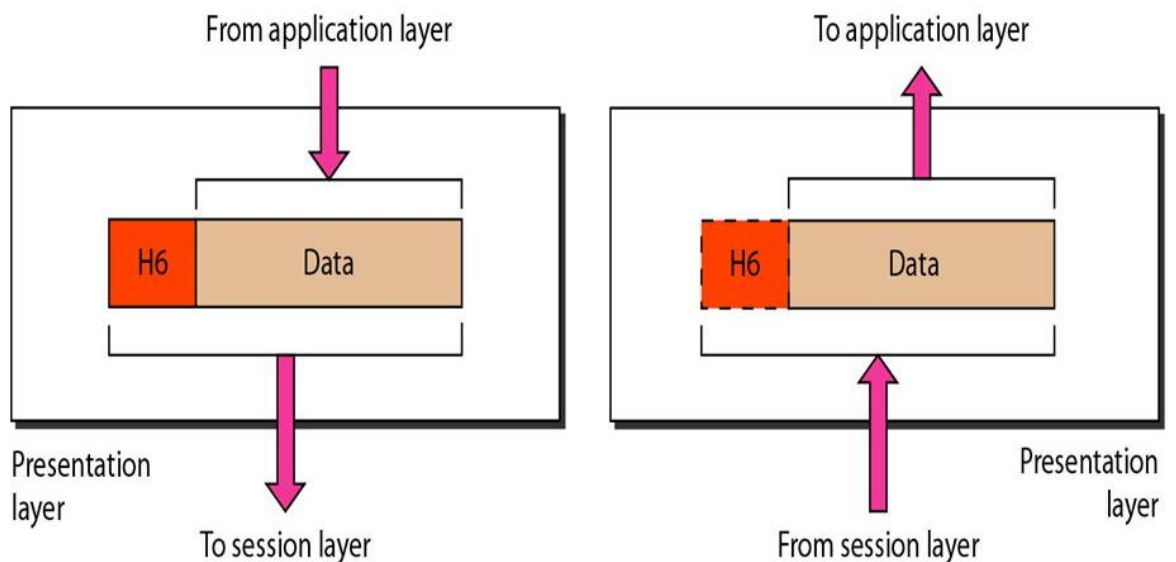 From application layer
To application layer
H6
Data
H6
Data
Presentation
layer
Presentation
layer
To session layer
From session layer